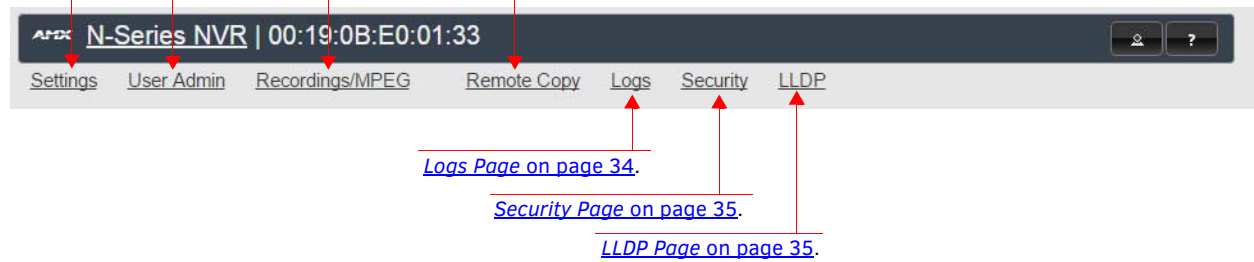 AMX N-Series NVR | 00:19:0B:E0:01:33 ?
Settings User Admin Recordings/MPEG Remote Copy Logs Security LLDP
Logs Page on page 34.
Security Page on page 35.
LLDP Page on page 35.